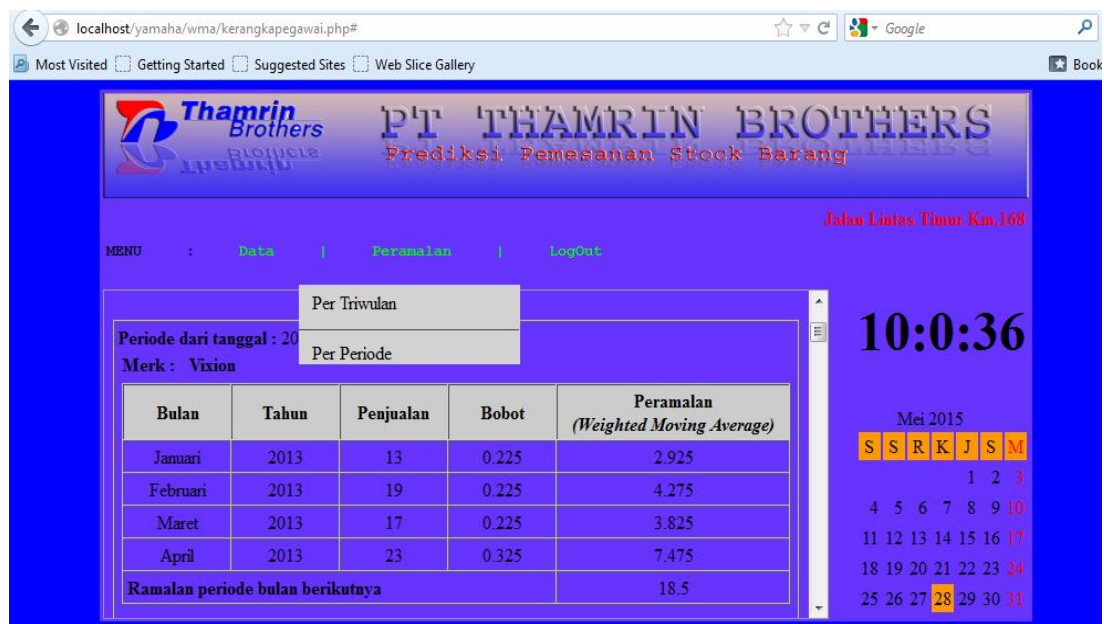 localhost/yamaha/wma/kerangkapegawai.php#
Google
Most Visited Getting Started Suggested Sites Web Slice Gallery Book
Thamrin
Brothers
PT THAMRIN BROTHERS
Prediksi Pemesanan Stock Barang
Jalan Lintas Timur Km.168
MENU : Data | Peramalan | LogOut
Per Triwulan
Per Periode
Periode dari tanggal : 20
Merk : Vixion
Bulan Tahun Penjualan Bobot Peramalan (Weighted Moving Average)
Januari 2013 13 0.225 2.925
Februari 2013 19 0.225 4.275
Maret 2013 17 0.225 3.825
April 2013 23 0.325 7.475
Ramalan periode bulan berikutnya 18.5
10:0:36
Mei 2015
S S R K J S M
1 2 3
4 5 6 7 8 9 10
11 12 13 14 15 16 17
18 19 20 21 22 23 24
25 26 27 28 29 30 31